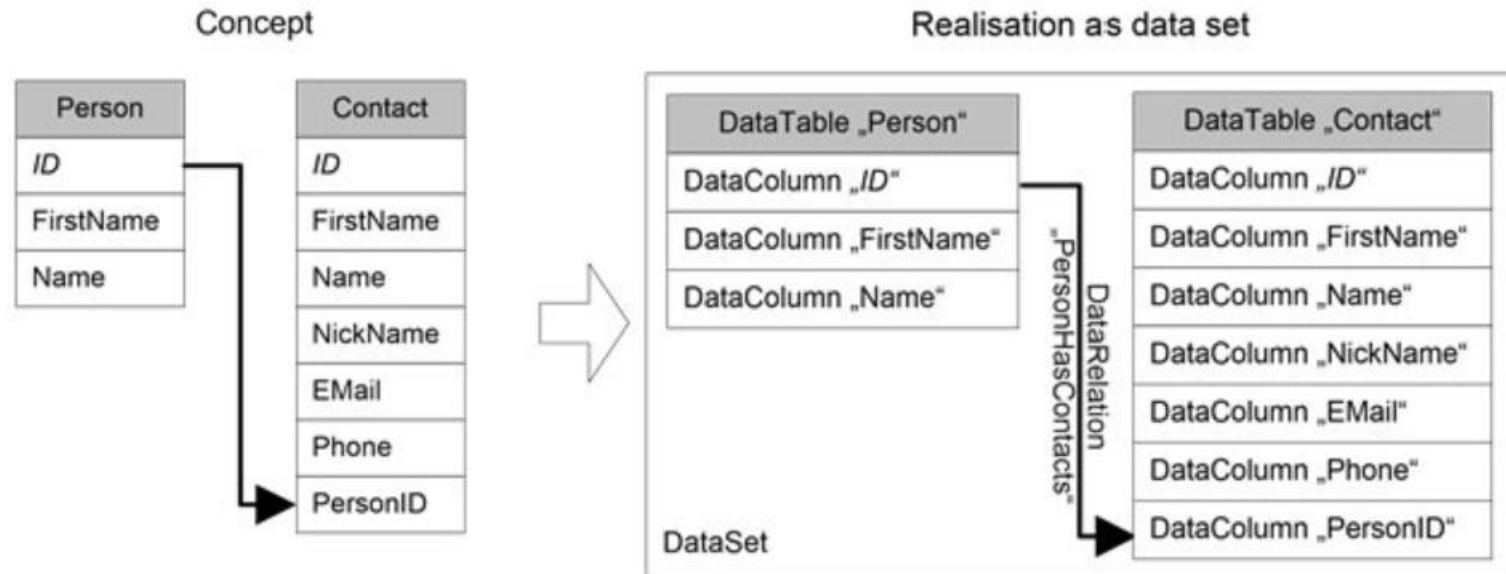 Concept
Person
ID
FirstName
Name
Contact
ID
FirstName
Name
NickName
EMail
Phone
PersonID
Realisation as data set
DataTable „Person“
DataColumn „ID“
DataColumn „FirstName“
DataColumn „Name“
DataRelation
„PersonHasContacts“
DataTable „Contact“
DataColumn „ID“
DataColumn „FirstName“
DataColumn „Name“
DataColumn „NickName“
DataColumn „EMail“
DataColumn „Phone“
DataColumn „PersonID“
DataSet